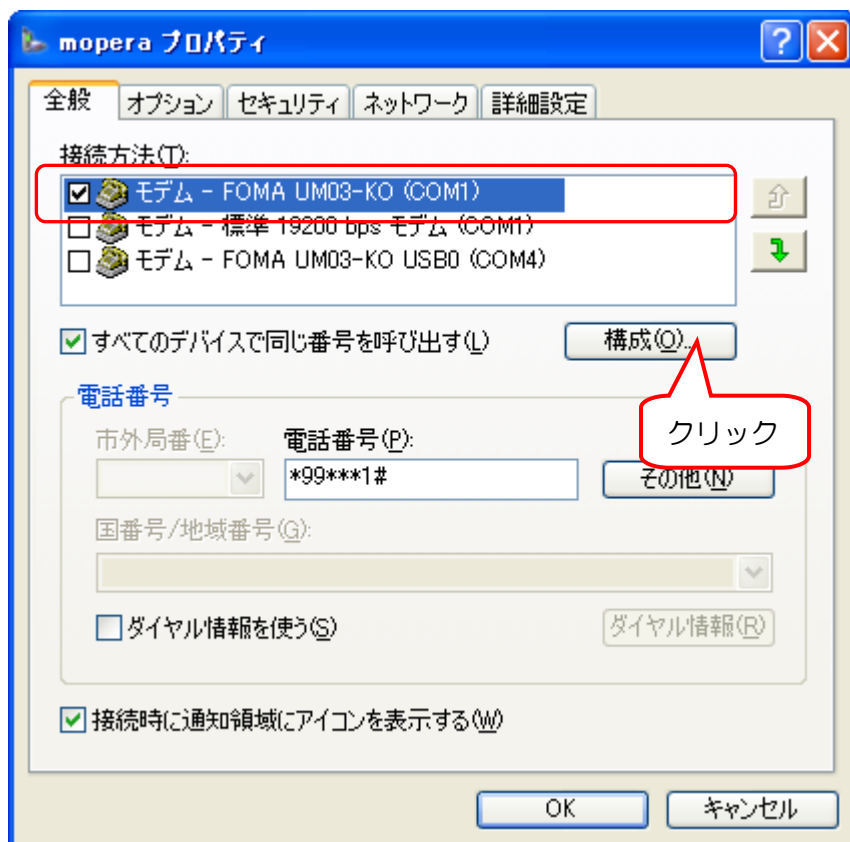 mopera プロパティ
全般 オプション セキュリティ ネットワーク 詳細設定
接続方法(T):
モデム - FOMA UM03-KO (COM1)
モデム - 標準 19200 bps モデム (COM1)
モデム - FOMA UM03-KO USB0 (COM4)
すべてのデバイスで同じ番号を呼び出す(L) 構成(O)...
クリック
電話番号
市外局番(E): 電話番号(P):
*99***1# その他(N)
国番号/地域番号(G):
ダイヤル情報を使う(S) ダイヤル情報(R)
接続時に通知領域にアイコンを表示する(W)
OK キャンセル